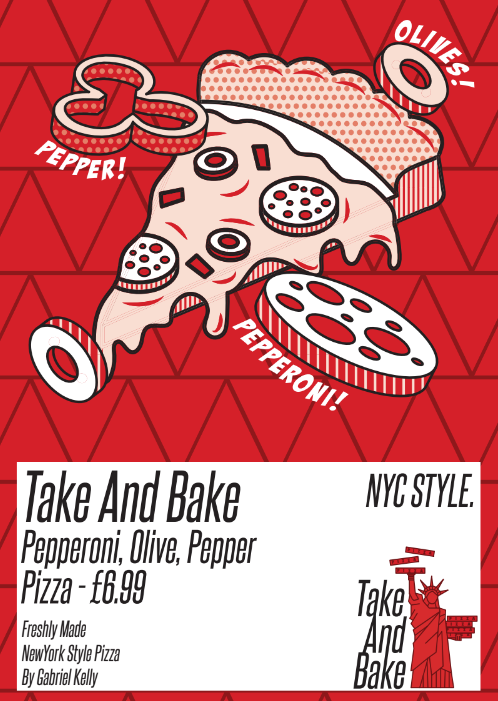 OLIVES!
PEPPER!
PEPPERONI!
Take And Bake
NYC STYLE.
Pepperoni, Olive, Pepper
Pizza - £6.99
Freshly Made
NewYork Style Pizza
By Gabriel Kelly
Take
And
Bake